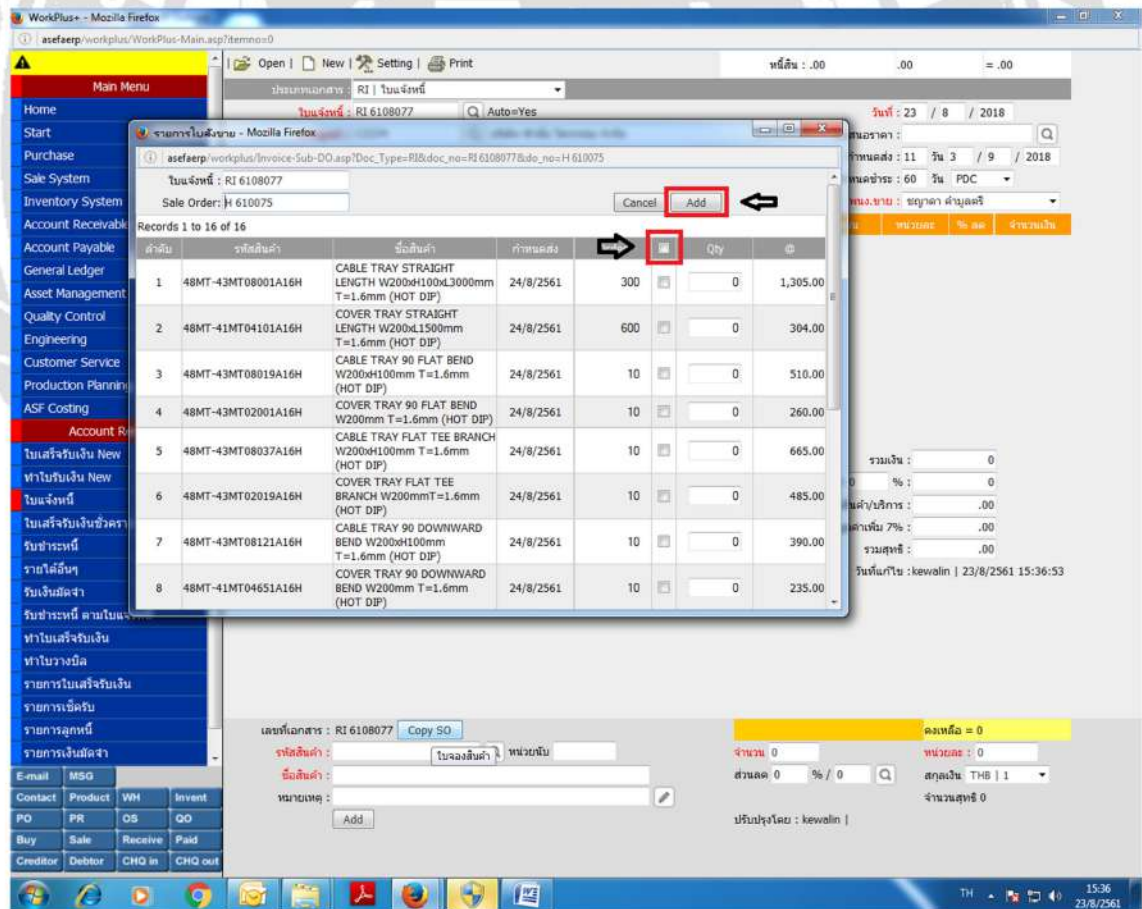 WorkPlus+ - Mozilla Firefox
asefaerp/workplus/WorkPlus-Main.asp?itemno=0
Open | New | Setting | Print
หนี้สิน : .00 .00 = .00
Main Menu
Home
Start
Purchase
Sale System
Inventory System
Account Receivabl
Account Payable
General Ledger
Asset Management
Quality Control
Engineering
Customer Service
Production Plannin
ASF Costing
Account R
ใบเสร็จรับเงิน New
ทำใบรับเงิน New
ใบแจ้งหนี้
ใบเสร็จรับเงินชั่วครา
รับชำระหนี้
รายได้อื่นๆ
รับเงินมัดจำ
รับชำระหนี้ ตามใบแ
ทำใบเสร็จรับเงิน
ทำใบวางบิล
รายการใบเสร็จรับเงิน
รายการเช็ครับ
รายการลูกหนี้
รายการเงินมัดจำ
E-mail MSG
Contact Product WH Invent
PO PR OS QO
Buy Sale Receive Paid
Creditor Debtor CHQ in CHQ out
ประเภทเอกสาร : RI | ใบแจ้งหนี้
ใบแจ้งหนี้ : RI 6108077 Auto=Yes
วันที่ : 23 / 8 / 2018
สนอราคา :
กำหนดส่ง : 11 วัน 3 / 9 / 2018
หนดชำระ : 60 วัน PDC
พนง.ขาย : ชญาดา คำมูลตรี
หน่วยละ % ลด จำนวนเงิน
รายการใบสั่งขาย - Mozilla Firefox
asefaerp/workplus/Invoice-Sub-DO.asp?Doc_Type=RI&doc_no=RI6108077&do_no=H610075
ใบแจ้งหนี้ : RI 6108077
Sale Order: H 610075 Cancel Add
Records 1 to 16 of 16
ลำดับ รหัสสินค้า ชื่อสินค้า กำหนดส่ง Qty @
1 48MT-43MT08001A16H CABLE TRAY STRAIGHT LENGTH W200xH100xL3000mm T=1.6mm (HOT DIP) 24/8/2561 300 0 1,305.00
2 48MT-41MT04101A16H COVER TRAY STRAIGHT LENGTH W200xL1500mm T=1.6mm (HOT DIP) 24/8/2561 600 0 304.00
3 48MT-43MT08019A16H CABLE TRAY 90 FLAT BEND W200xH100mm T=1.6mm (HOT DIP) 24/8/2561 10 0 510.00
4 48MT-43MT02001A16H COVER TRAY 90 FLAT BEND W200mm T=1.6mm (HOT DIP) 24/8/2561 10 0 260.00
5 48MT-43MT08037A16H CABLE TRAY FLAT TEE BRANCH W200xH100mm T=1.6mm (HOT DIP) 24/8/2561 10 0 665.00
6 48MT-43MT02019A16H COVER TRAY FLAT TEE BRANCH W200mmT=1.6mm (HOT DIP) 24/8/2561 10 0 485.00
7 48MT-43MT08121A16H CABLE TRAY 90 DOWNWARD BEND W200xH100mm T=1.6mm (HOT DIP) 24/8/2561 10 0 390.00
8 48MT-41MT04651A16H COVER TRAY 90 DOWNWARD BEND W200mm T=1.6mm (HOT DIP) 24/8/2561 10 0 235.00
รวมเงิน : 0
0 % : 0
นค้า/บริการ : .00
ค่าเพิ่ม 7% : .00
รวมสุทธิ : .00
วันที่แก้ไข :kewalin | 23/8/2561 15:36:53
เลขที่เอกสาร : RI 6108077 Copy SO คงเหลือ = 0
รหัสสินค้า : ใบจองสินค้า หน่วยนับ จำนวน 0 หน่วยละ : 0
ชื่อสินค้า : ส่วนลด 0 % / 0 สกุลเงิน THB | 1
หมายเหตุ : จำนวนสุทธิ 0
Add ปรับปรุงโดย : kewalin |
TH 15:36
23/8/2561